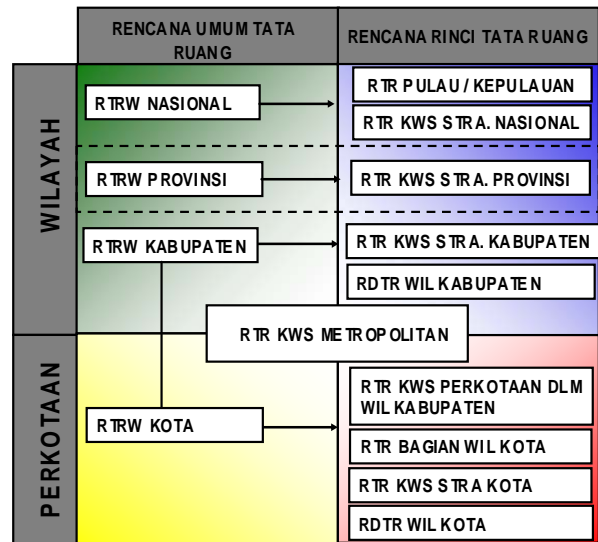 RENCANA UMUM TATA
RUANG
RENCANA RINCI TATA RUANG
WILAYAH
RTRW NASIONAL
RTR PULAU / KEPULAUAN
RTR KWS STRA. NASIONAL
RTRW PROVINSI
RTR KWS STRA. PROVINSI
RTRW KABUPATEN
RTR KWS STRA. KABUPATEN
RDTR WIL KABUPATEN
RTR KWS METROPOLITAN
PERKOTAAN
RTRW KOTA
RTR KWS PERKOTAAN DLM
WIL KABUPATEN
RTR BAGIAN WIL KOTA
RTR KWS STRA KOTA
RDTR WIL KOTA